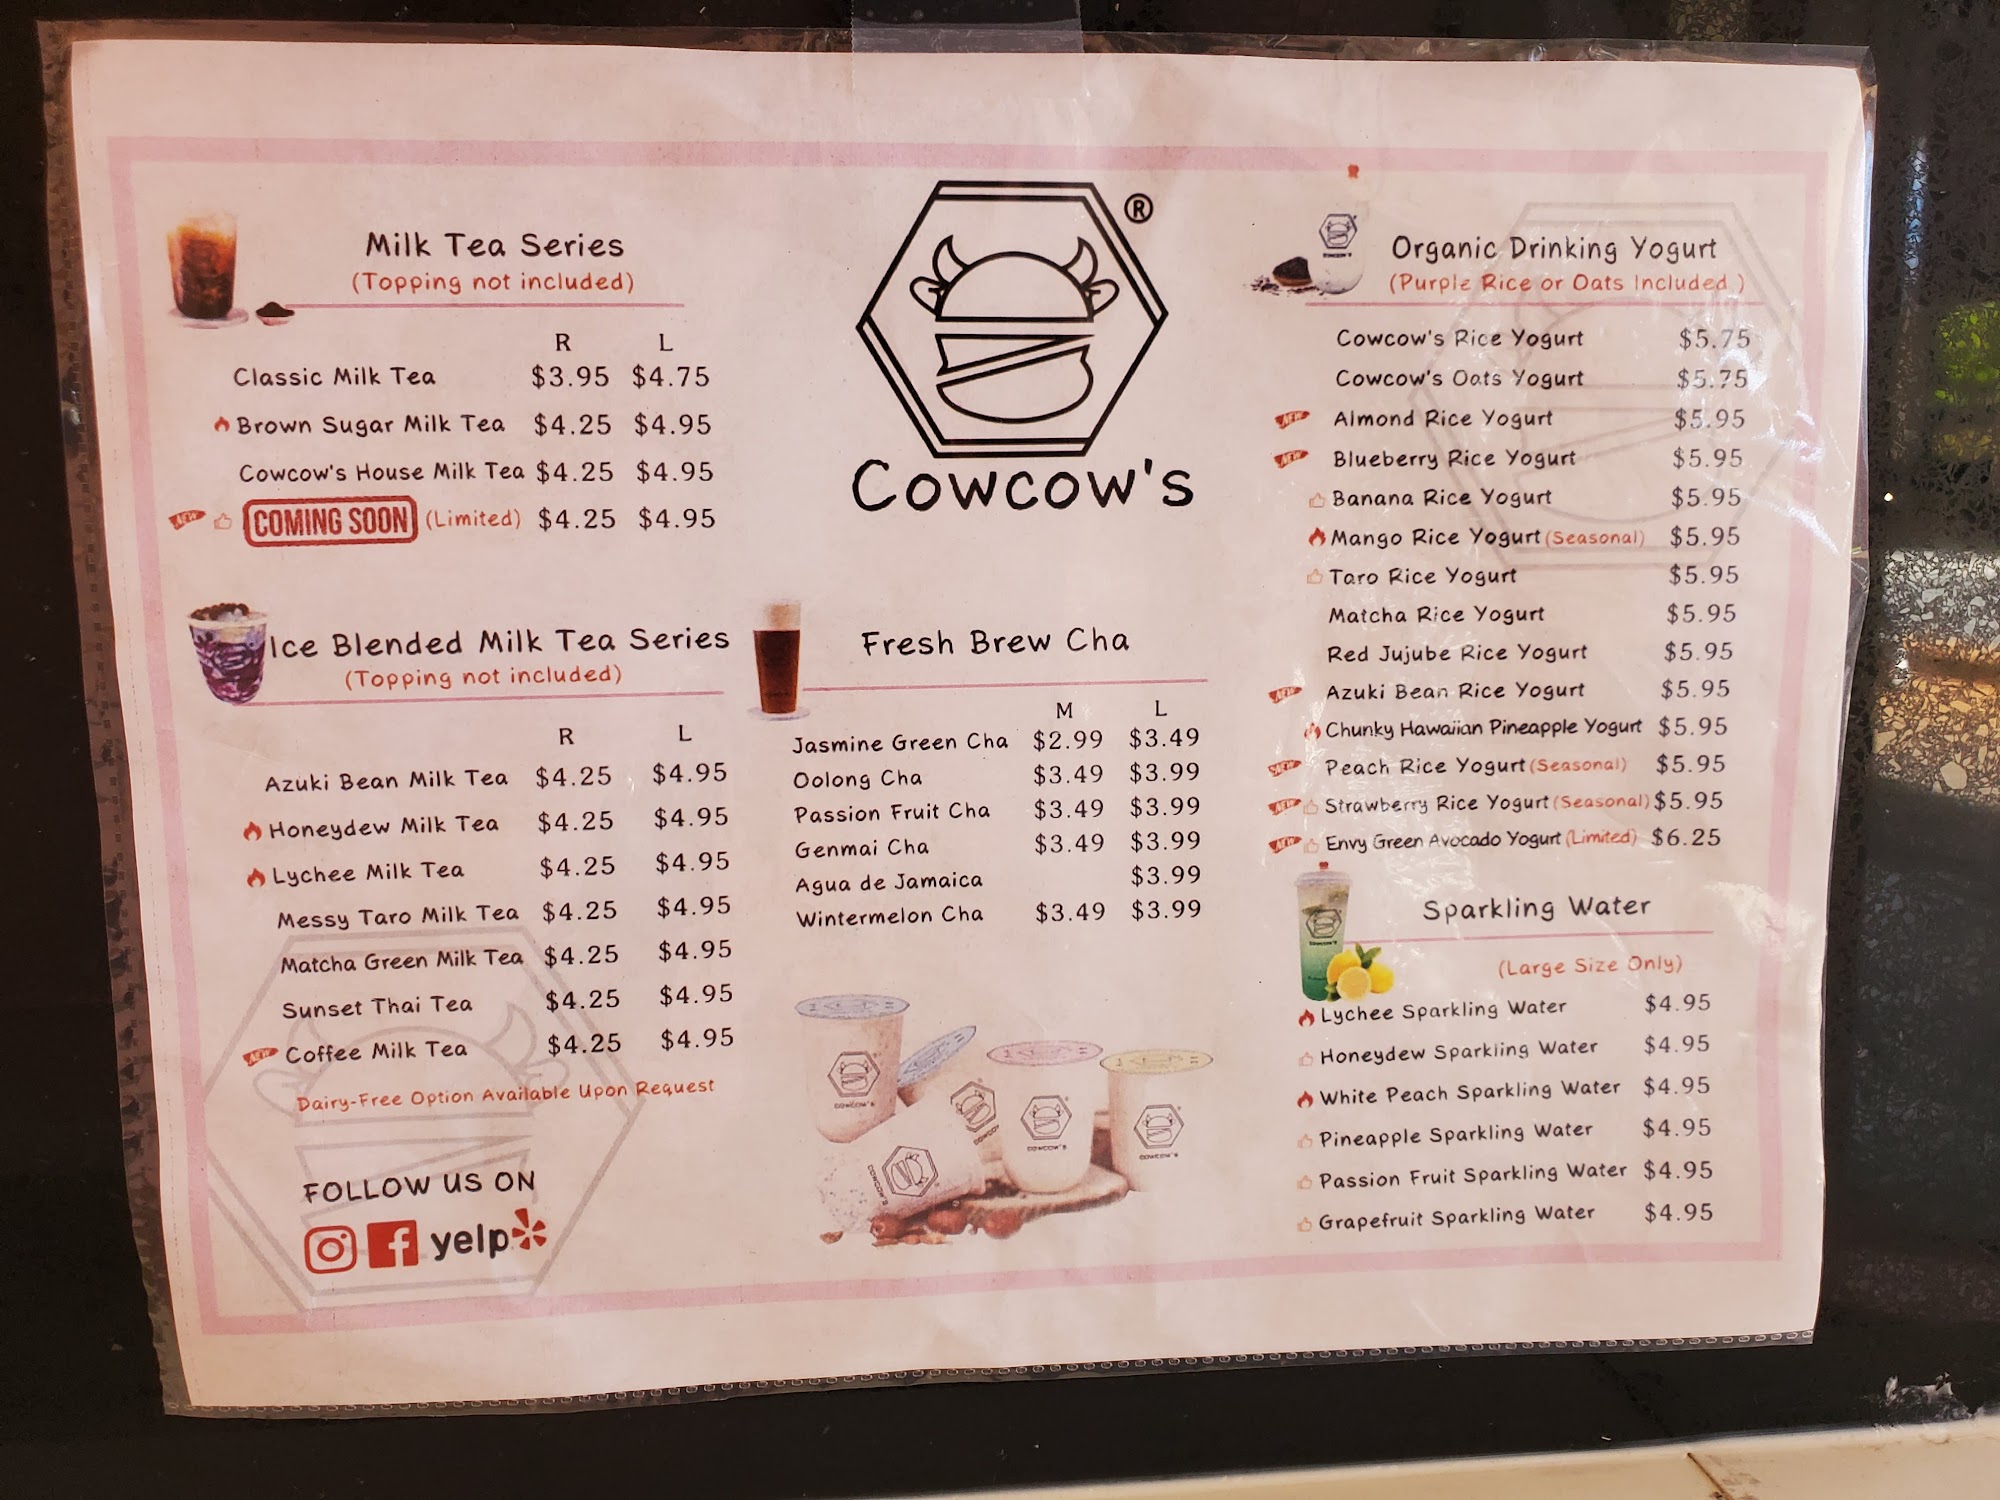 Milk Tea Series
(Topping not included)
R L
Classic Milk Tea $3.95 $4.75
Brown Sugar Milk Tea $4.25 $4.95
Cowcow's House Milk Tea $4.25 $4.95
NEW COMING SOON (Limited) $4.25 $4.95
Ice Blended Milk Tea Series
(Topping not included)
R L
Azuki Bean Milk Tea $4.25 $4.95
Honeydew Milk Tea $4.25 $4.95
Lychee Milk Tea $4.25 $4.95
Messy Taro Milk Tea $4.25 $4.95
Matcha Green Milk Tea $4.25 $4.95
Sunset Thai Tea $4.25 $4.95
NEW Coffee Milk Tea $4.25 $4.95
Dairy-Free Option Available Upon Request
FOLLOW US ON
yelp
®
Cowcow's
Fresh Brew Cha
M L
Jasmine Green Cha $2.99 $3.49
Oolong Cha $3.49 $3.99
Passion Fruit Cha $3.49 $3.99
Genmai Cha $3.49 $3.99
Agua de Jamaica $3.99
Wintermelon Cha $3.49 $3.99
COWCOW'S
COWCOW'S
COWCOW'S
COWCOW'S
COWCOW'S
COWCOW'S
Organic Drinking Yogurt
(Purple Rice or Oats Included )
Cowcow's Rice Yogurt $5.75
Cowcow's Oats Yogurt $5.75
NEW Almond Rice Yogurt $5.95
NEW Blueberry Rice Yogurt $5.95
Banana Rice Yogurt $5.95
Mango Rice Yogurt (Seasonal) $5.95
Taro Rice Yogurt $5.95
Matcha Rice Yogurt $5.95
Red Jujube Rice Yogurt $5.95
NEW Azuki Bean Rice Yogurt $5.95
Chunky Hawaiian Pineapple Yogurt $5.95
NEW Peach Rice Yogurt (Seasonal) $5.95
NEW Strawberry Rice Yogurt (Seasonal) $5.95
NEW Envy Green Avocado Yogurt (Limited) $6.25
COWCOW'S
Sparkling Water
(Large Size Only)
Lychee Sparkling Water $4.95
Honeydew Sparkling Water $4.95
White Peach Sparkling Water $4.95
Pineapple Sparkling Water $4.95
Passion Fruit Sparkling Water $4.95
Grapefruit Sparkling Water $4.95